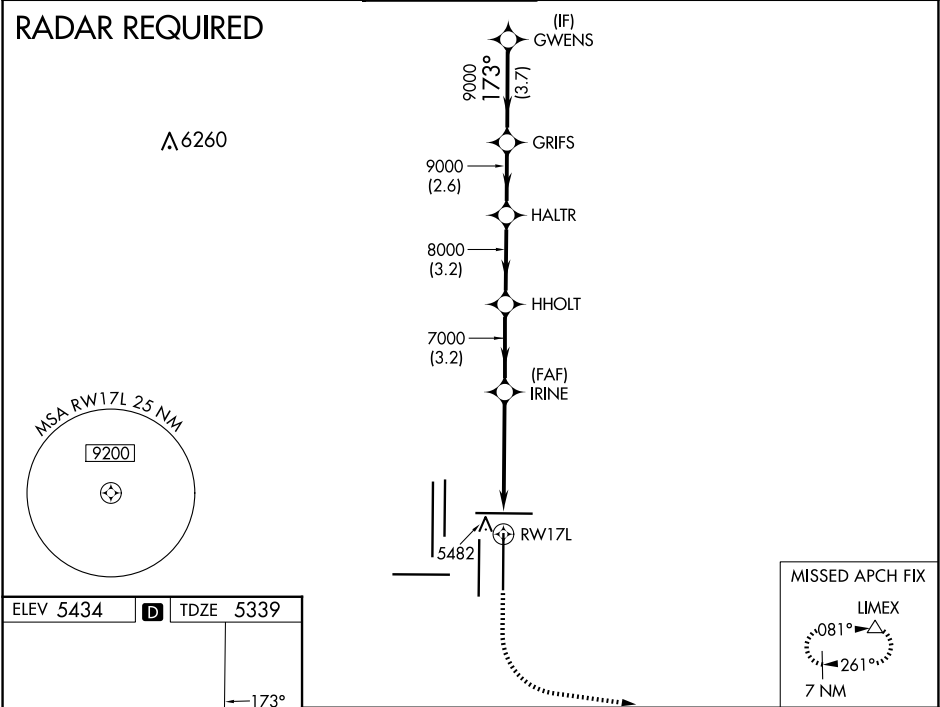 RADAR REQUIRED
(IF)
GWENS
9000
173°
(3.7)
6260
GRIFS
9000
(2.6)
HALTR
8000
(3.2)
HHOLT
7000
(3.2)
(FAF)
IRINE
MSA RW17L 25 NM
9200
RW17L
5482
MISSED APCH FIX
LIMEX
081°
261°
7 NM
ELEV 5434 D TDZE 5339
173°